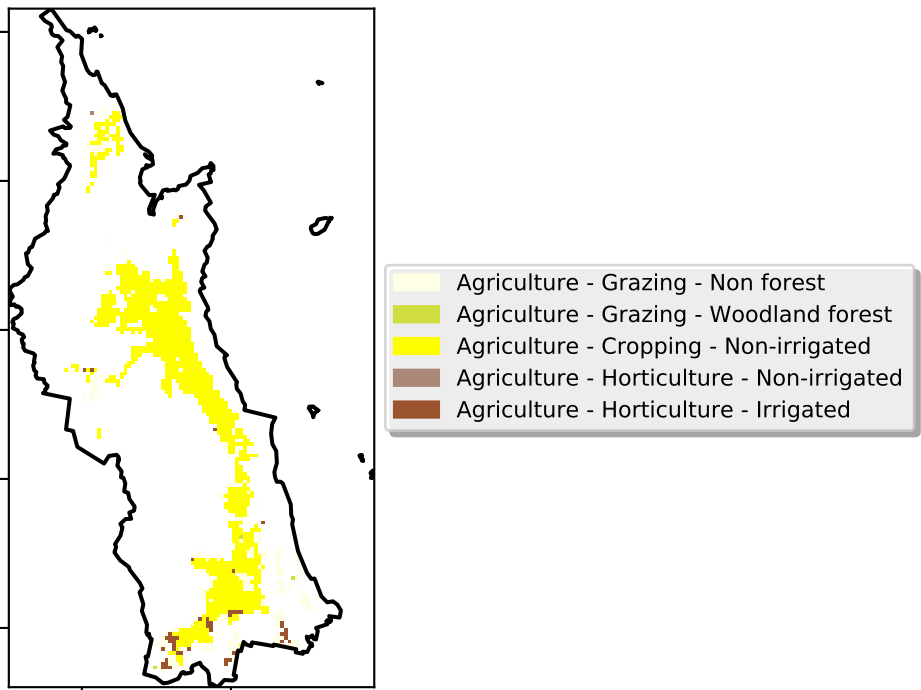 Agriculture - Grazing - Non forest
Agriculture - Grazing - Woodland forest
Agriculture - Cropping - Non-irrigated
Agriculture - Horticulture - Non-irrigated
Agriculture - Horticulture - Irrigated